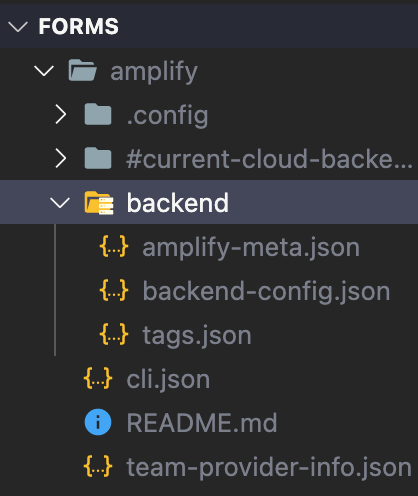 FORMS
amplify
.config
#current-cloud-backe...
backend
{..} amplify-meta.json
{..} backend-config.json
{..} tags.json
{..} cli.json
i README.md
{..} team-provider-info.json